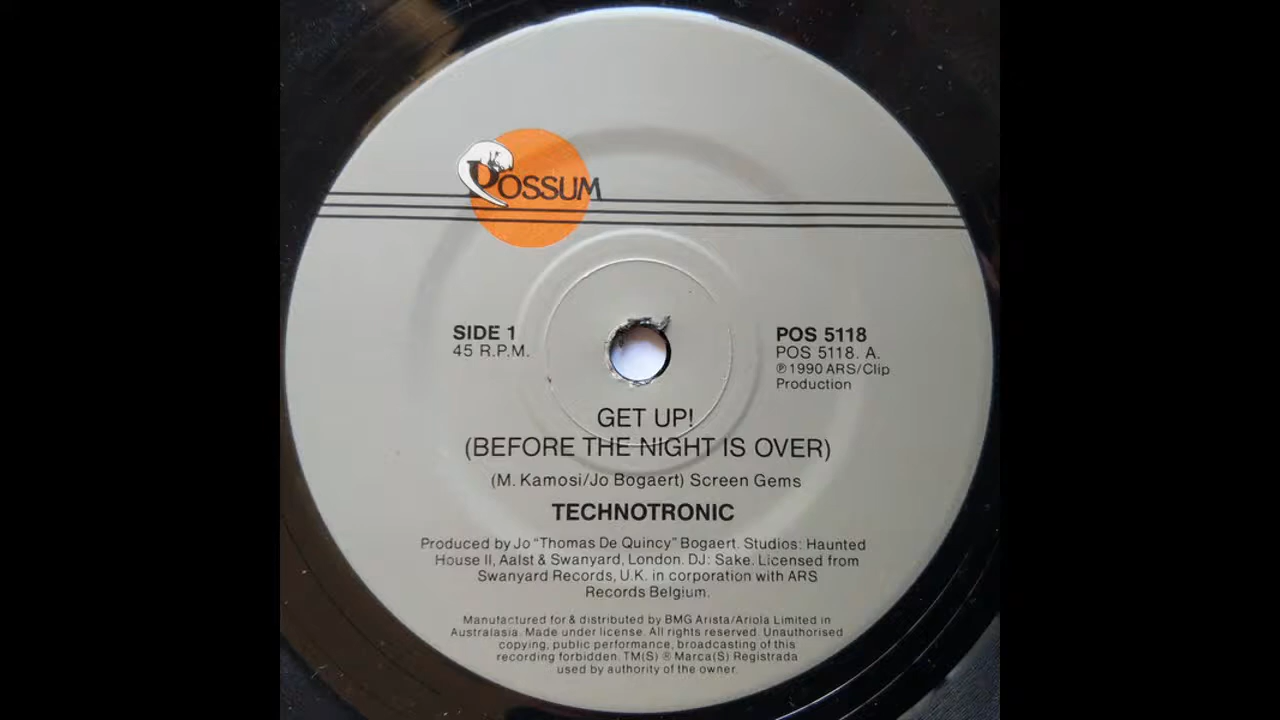 POSSUM
SIDE 1
45 R.P.M.
POS 5118
POS 5118. A.
℗ 1990 ARS/Clip
Production
GET UP!
(BEFORE THE NIGHT IS OVER)
(M. Kamosi/Jo Bogaert) Screen Gems
TECHNOTRONIC
Produced by Jo “Thomas De Quincy” Bogaert. Studios: Haunted
House II, Aalst & Swanyard, London. DJ: Sake. Licensed from
Swanyard Records, U.K. in corporation with ARS
Records Belgium.
Manufactured for & distributed by BMG Arista/Ariola Limited in
Australasia. Made under license. All rights reserved. Unauthorised
copying, public performance, broadcasting of this
recording forbidden. TM(S) ® Marca(S) Registrada
used by authority of the owner.